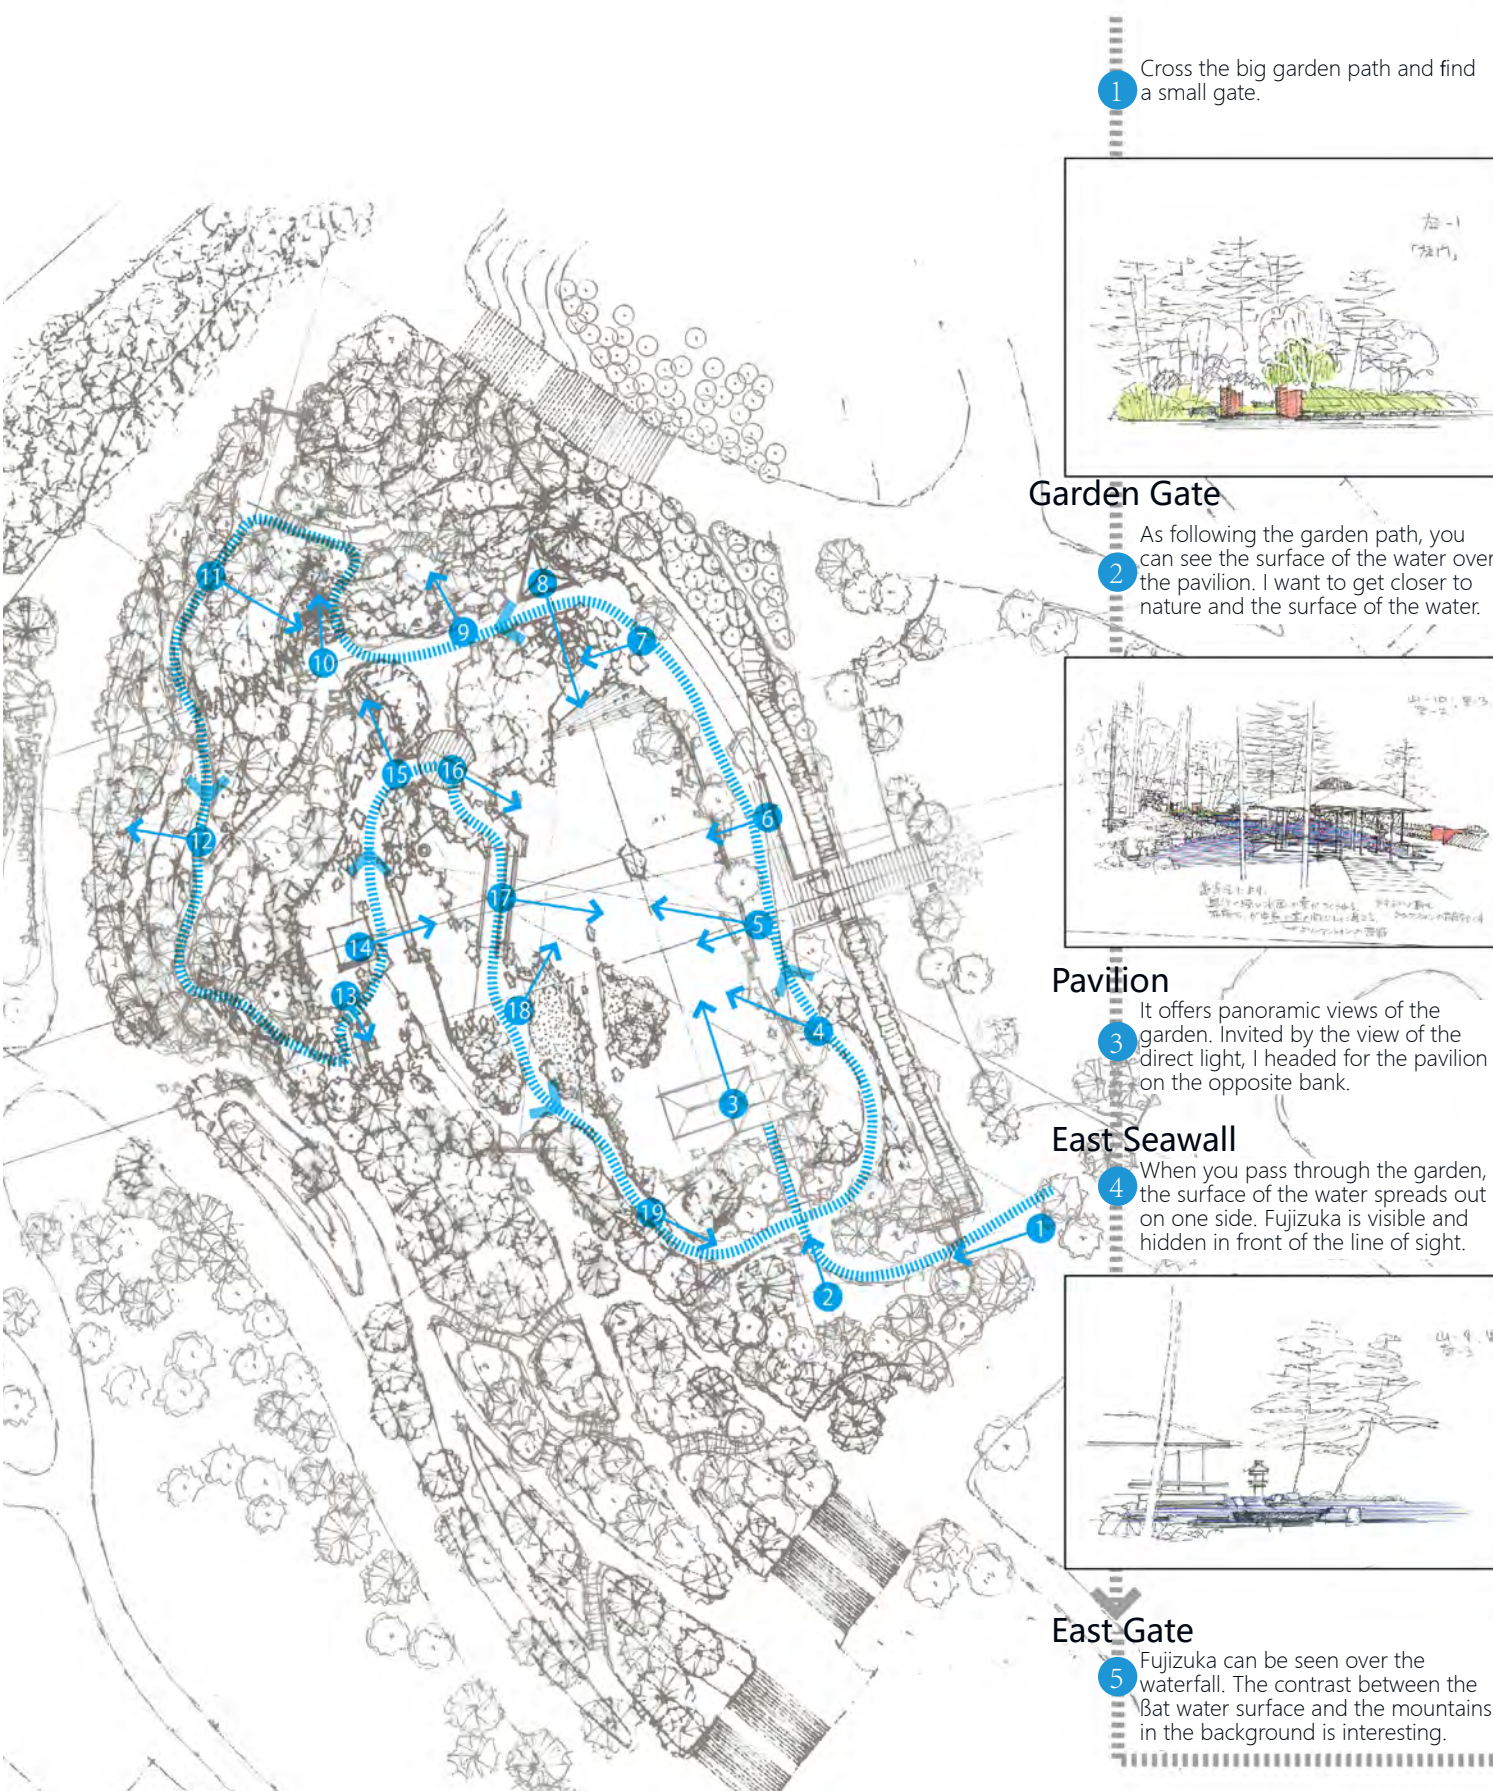 1
Cross the big garden path and find
a small gate.
Garden Gate
2
As following the garden path, you
can see the surface of the water over
the pavilion. I want to get closer to
nature and the surface of the water.
Pavilion
3
It offers panoramic views of the
garden. Invited by the view of the
direct light, I headed for the pavilion
on the opposite bank.
East Seawall
4
When you pass through the garden,
the surface of the water spreads out
on one side. Fujizuka is visible and
hidden in front of the line of sight.
East Gate
5
Fujizuka can be seen over the
waterfall. The contrast between the
ßat water surface and the mountains
in the background is interesting.
11
8
9
7
10
15
16
6
12
17
5
14
13
18
4
3
19
1
2